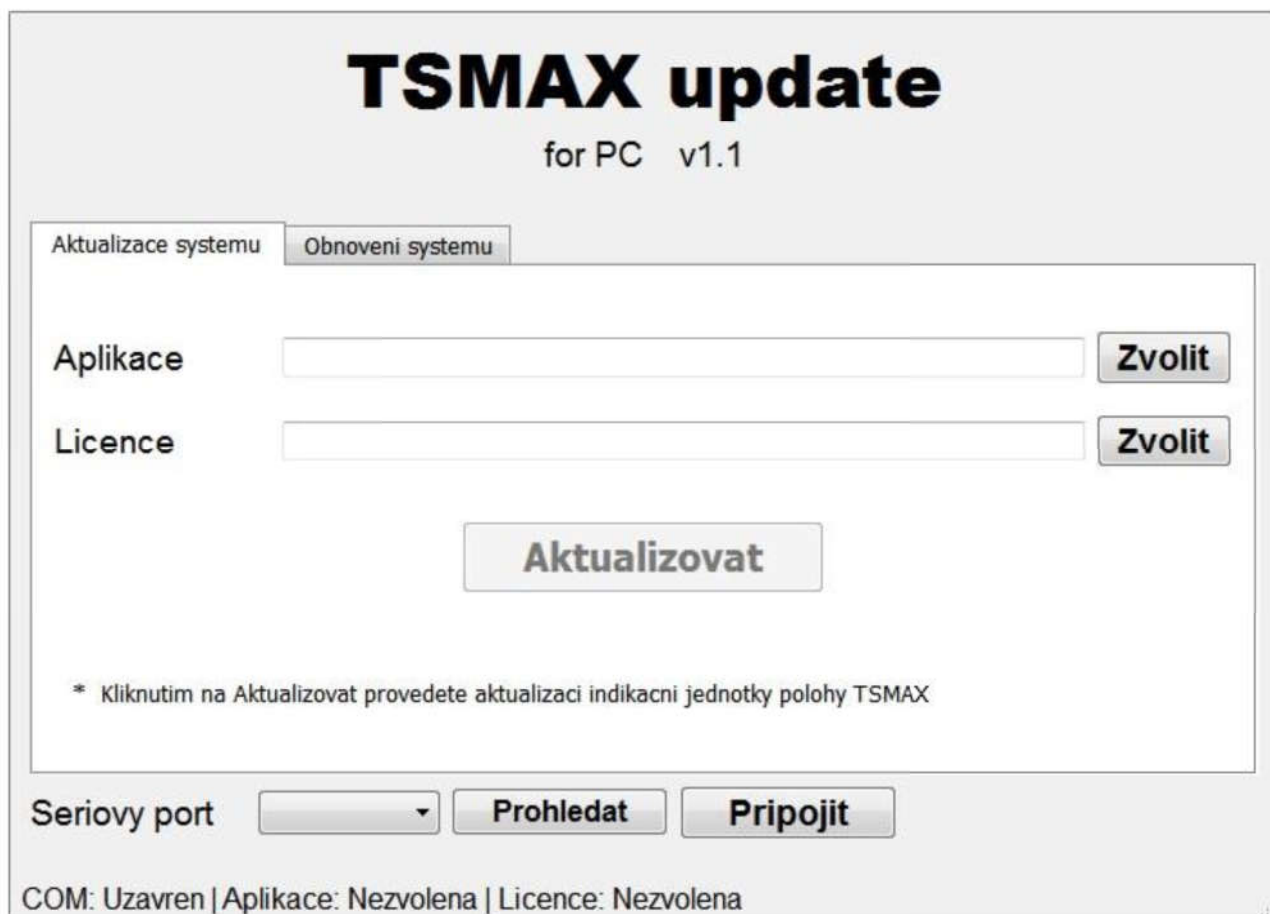 TSMAX update
for PC v1.1
Aktualizace systemu Obnoveni systemu
Aplikace Zvolit
Licence Zvolit
Aktualizovat
* Kliknutim na Aktualizovat provedete aktualizaci indikacni jednotky polohy TSMAX
Seriovy port Prohledat Pripojit
COM: Uzavren | Aplikace: Nezvolena | Licence: Nezvolena